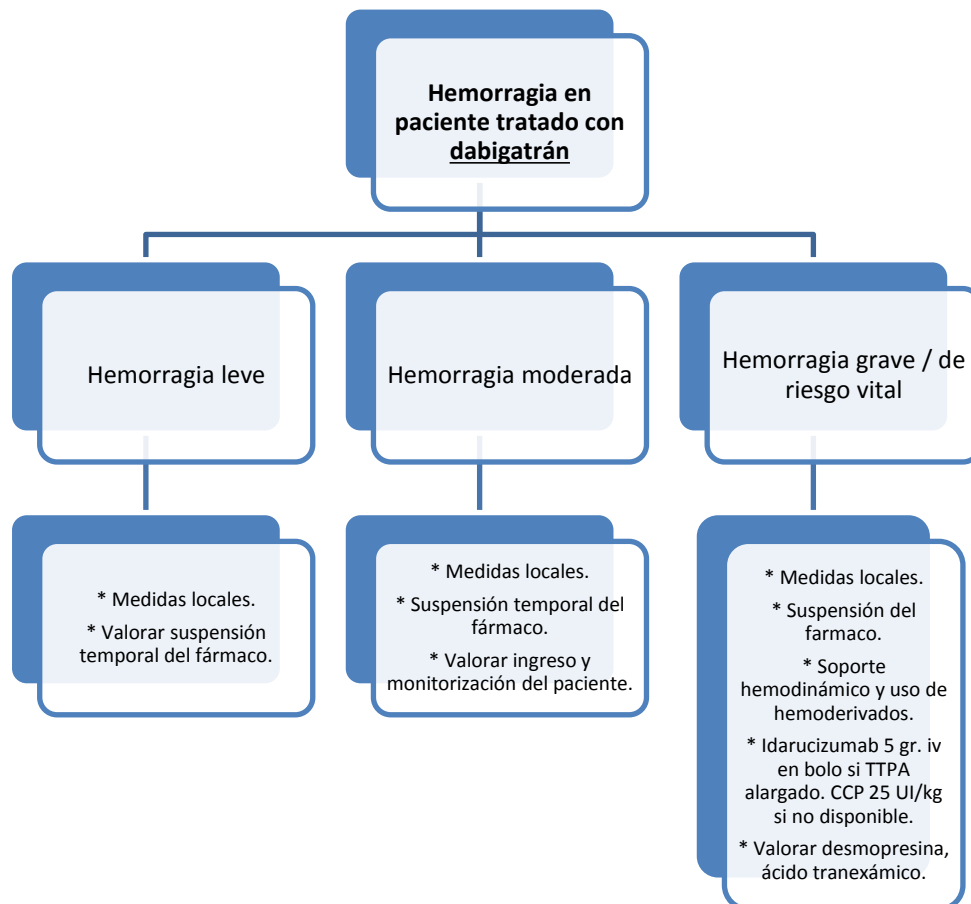 Hemorragia en
paciente tratado con
dabigatrán
Hemorragia leve
Hemorragia moderada
Hemorragia grave / de
riesgo vital
* Medidas locales.
* Valorar suspensión
temporal del fármaco.
* Medidas locales.
* Suspensión temporal del
fármaco.
* Valorar ingreso y
monitorización del paciente.
* Medidas locales.
* Suspensión del
farmaco.
* Soporte
hemodinámico y uso de
hemoderivados.
* Idarucizumab 5 gr. iv
en bolo si TTPA
alargado. CCP 25 UI/kg
si no disponible.
* Valorar desmopresina,
ácido tranexámico.